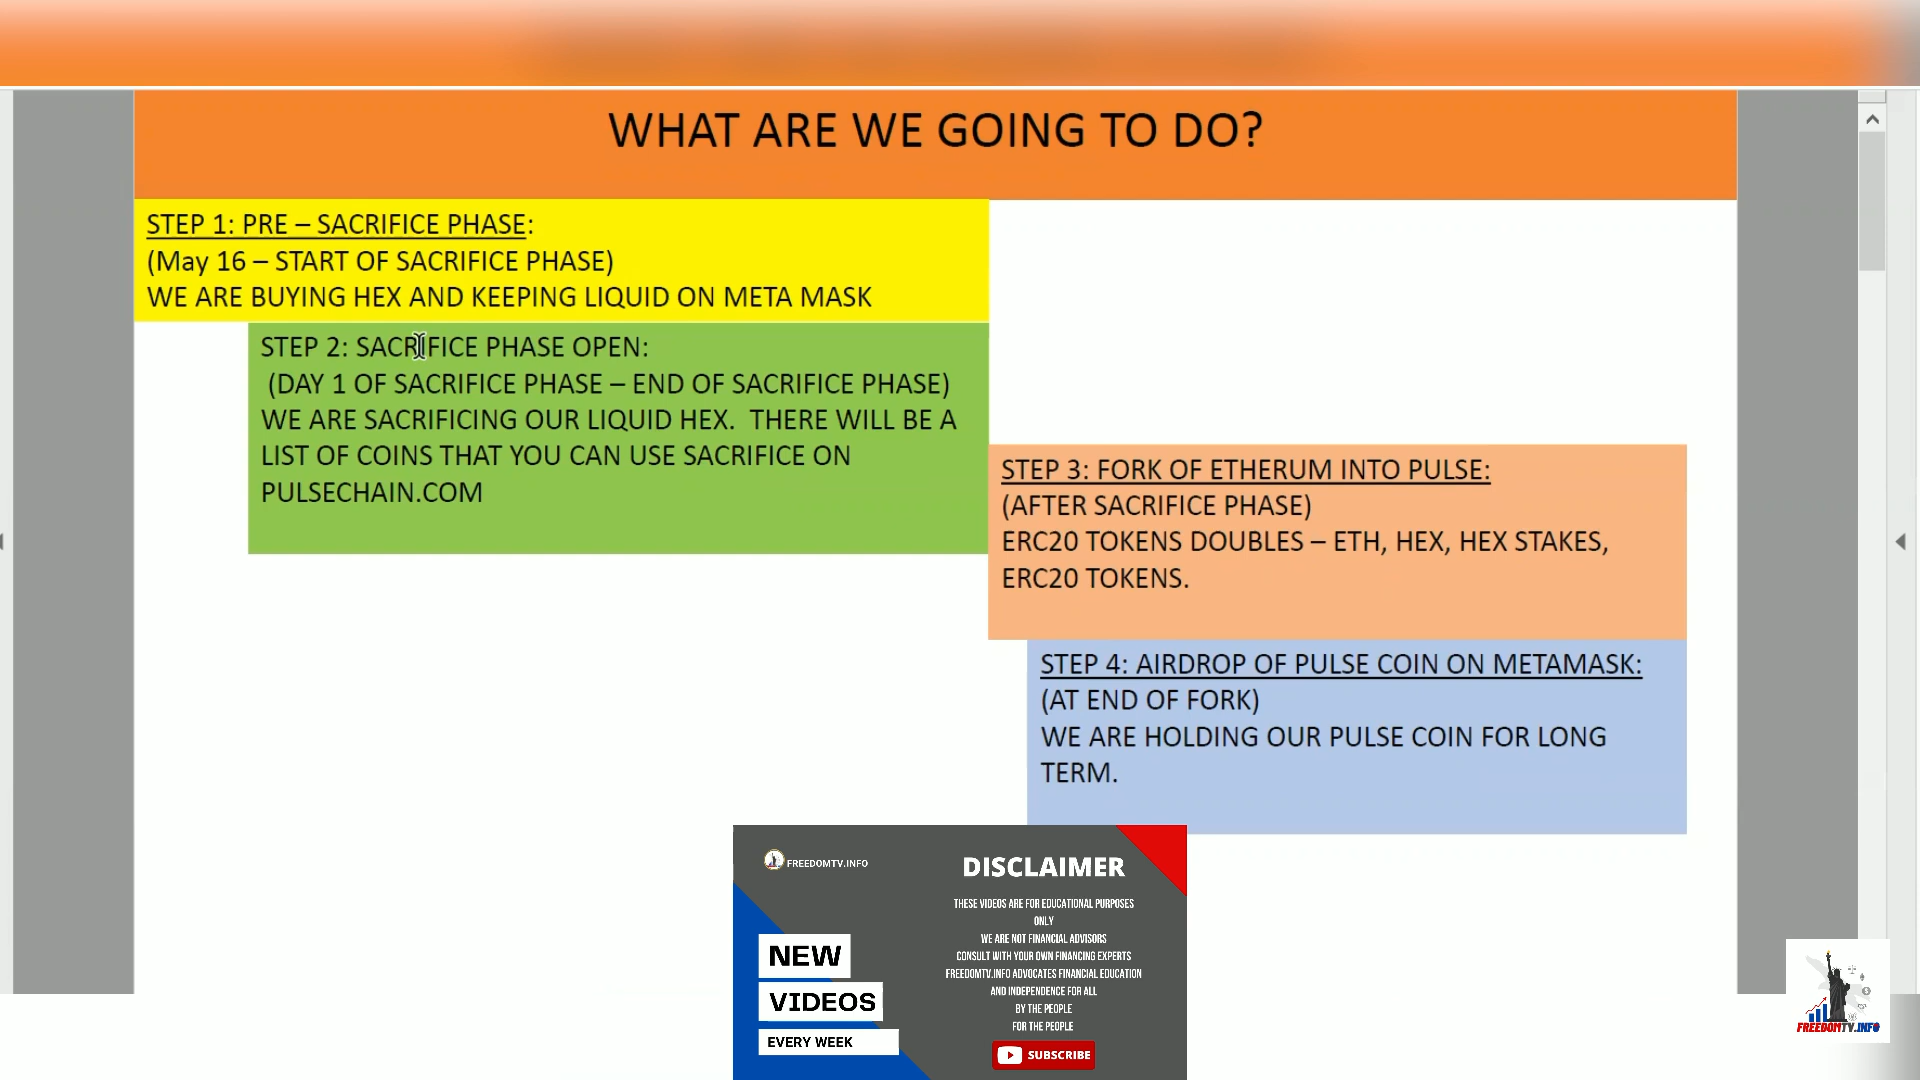 WHAT ARE WE GOING TO DO?
STEP 1: PRE – SACRIFICE PHASE:
(May 16 – START OF SACRIFICE PHASE)
WE ARE BUYING HEX AND KEEPING LIQUID ON META MASK
STEP 2: SACRIFICE PHASE OPEN:
(DAY 1 OF SACRIFICE PHASE – END OF SACRIFICE PHASE)
WE ARE SACRIFICING OUR LIQUID HEX. THERE WILL BE A
LIST OF COINS THAT YOU CAN USE SACRIFICE ON
PULSECHAIN.COM
STEP 3: FORK OF ETHERUM INTO PULSE:
(AFTER SACRIFICE PHASE)
ERC20 TOKENS DOUBLES – ETH, HEX, HEX STAKES,
ERC20 TOKENS.
STEP 4: AIRDROP OF PULSE COIN ON METAMASK:
(AT END OF FORK)
WE ARE HOLDING OUR PULSE COIN FOR LONG
TERM.
FREEDOMTV.INFO
NEW
VIDEOS
EVERY WEEK
DISCLAIMER
THESE VIDEOS ARE FOR EDUCATIONAL PURPOSES
ONLY
WE ARE NOT FINANCIAL ADVISORS
CONSULT WITH YOUR OWN FINANCING EXPERTS
FREEDOMTV.INFO ADVOCATES FINANCIAL EDUCATION
AND INDEPENDENCE FOR ALL
BY THE PEOPLE
FOR THE PEOPLE
SUBSCRIBE
FREEDOMTV.INFO